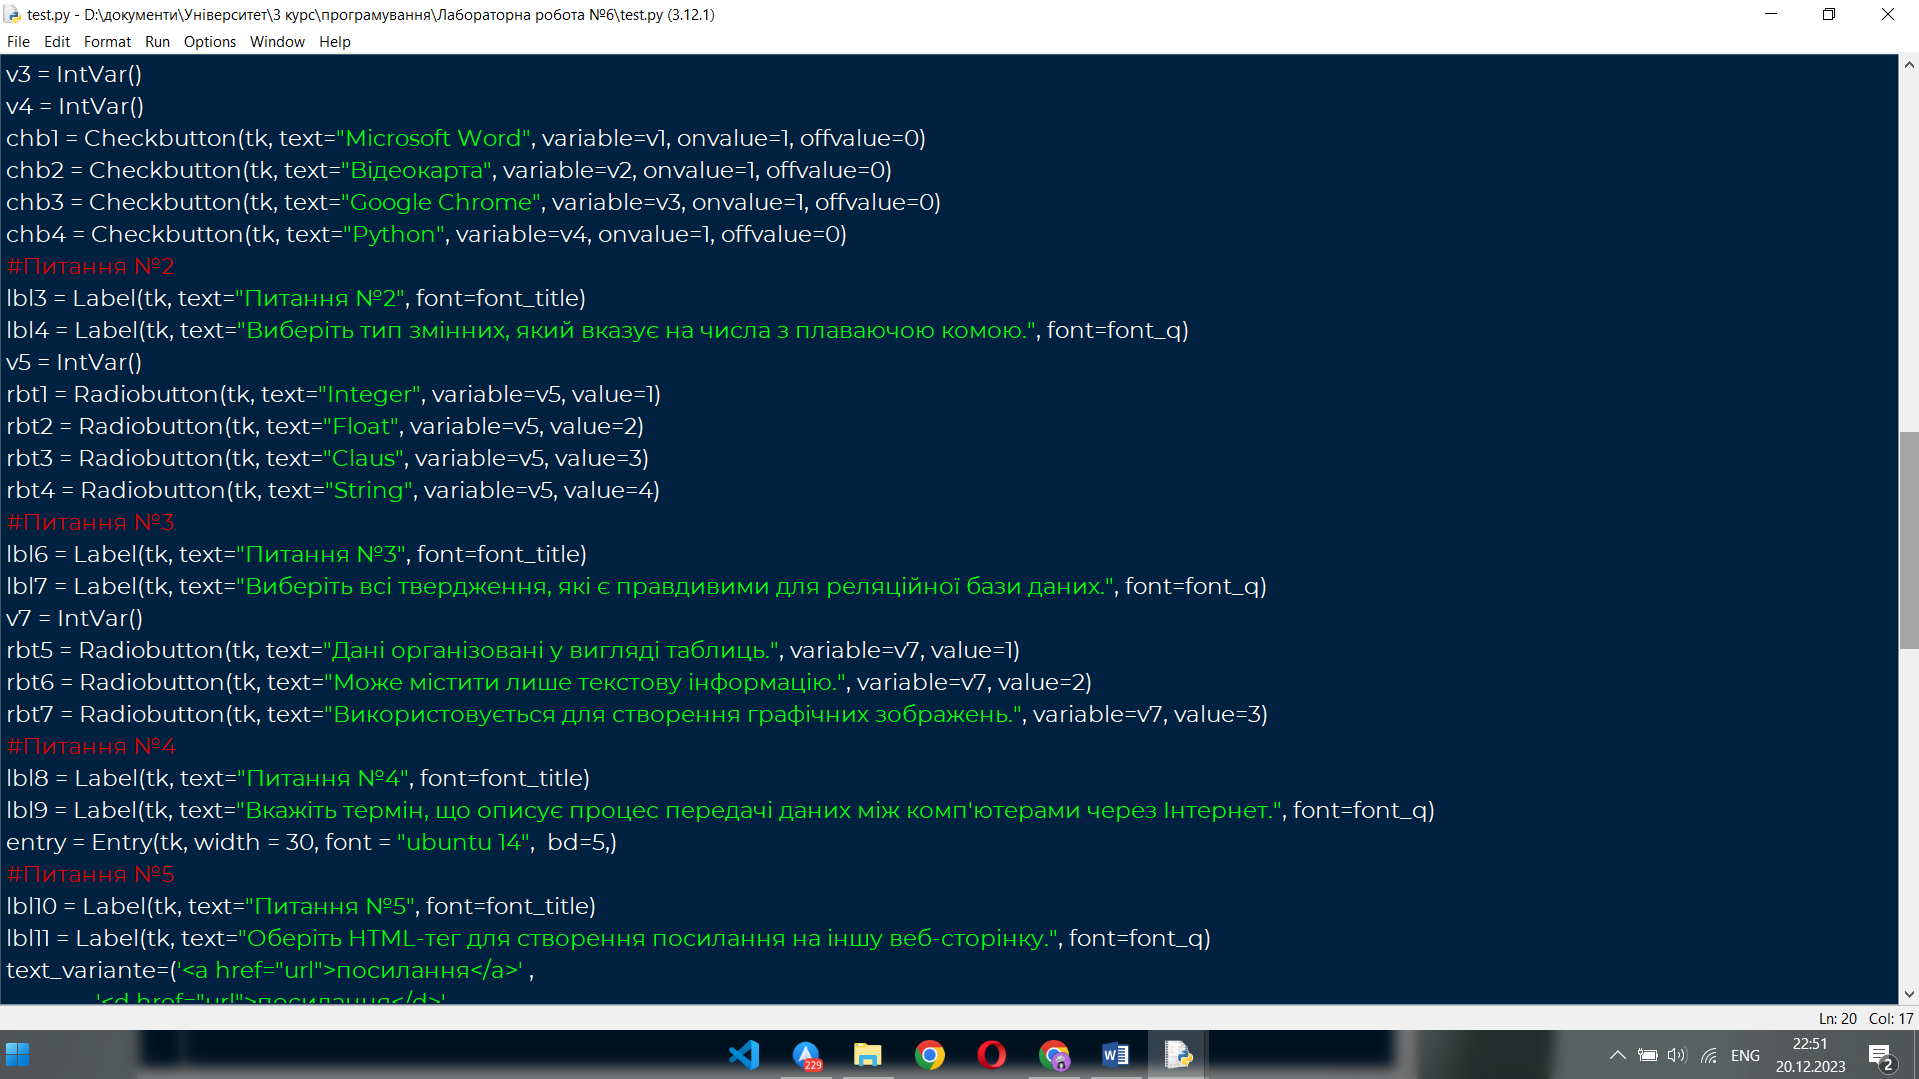 test.py - D:\документи\Університет\3 курс\програмування\Лабораторна робота №6\test.py (3.12.1)
File Edit Format Run Options Window Help
v3 = IntVar()
v4 = IntVar()
chb1 = Checkbutton(tk, text="Microsoft Word", variable=v1, onvalue=1, offvalue=0)
chb2 = Checkbutton(tk, text="Відеокарта", variable=v2, onvalue=1, offvalue=0)
chb3 = Checkbutton(tk, text="Google Chrome", variable=v3, onvalue=1, offvalue=0)
chb4 = Checkbutton(tk, text="Python", variable=v4, onvalue=1, offvalue=0)
#Питання №2
lbl3 = Label(tk, text="Питання №2", font=font_title)
lbl4 = Label(tk, text="Виберіть тип змінних, який вказує на числа з плаваючою комою.", font=font_q)
v5 = IntVar()
rbt1 = Radiobutton(tk, text="Integer", variable=v5, value=1)
rbt2 = Radiobutton(tk, text="Float", variable=v5, value=2)
rbt3 = Radiobutton(tk, text="Claus", variable=v5, value=3)
rbt4 = Radiobutton(tk, text="String", variable=v5, value=4)
#Питання №3
lbl6 = Label(tk, text="Питання №3", font=font_title)
lbl7 = Label(tk, text="Виберіть всі твердження, які є правдивими для реляційної бази даних.", font=font_q)
v7 = IntVar()
rbt5 = Radiobutton(tk, text="Дані організовані у вигляді таблиць.", variable=v7, value=1)
rbt6 = Radiobutton(tk, text="Може містити лише текстову інформацію.", variable=v7, value=2)
rbt7 = Radiobutton(tk, text="Використовується для створення графічних зображень.", variable=v7, value=3)
#Питання №4
lbl8 = Label(tk, text="Питання №4", font=font_title)
lbl9 = Label(tk, text="Вкажіть термін, що описує процес передачі даних між комп'ютерами через Інтернет.", font=font_q)
entry = Entry(tk, width = 30, font = "ubuntu 14",  bd=5,)
#Питання №5
lbl10 = Label(tk, text="Питання №5", font=font_title)
lbl11 = Label(tk, text="Оберіть HTML-тег для створення посилання на іншу веб-сторінку.", font=font_q)
text_variante=('<a href="url">посилання</a>' ,
'<d href="url">посилання</d>'
Ln: 20 Col: 17
229
ENG
22:51
20.12.2023
2